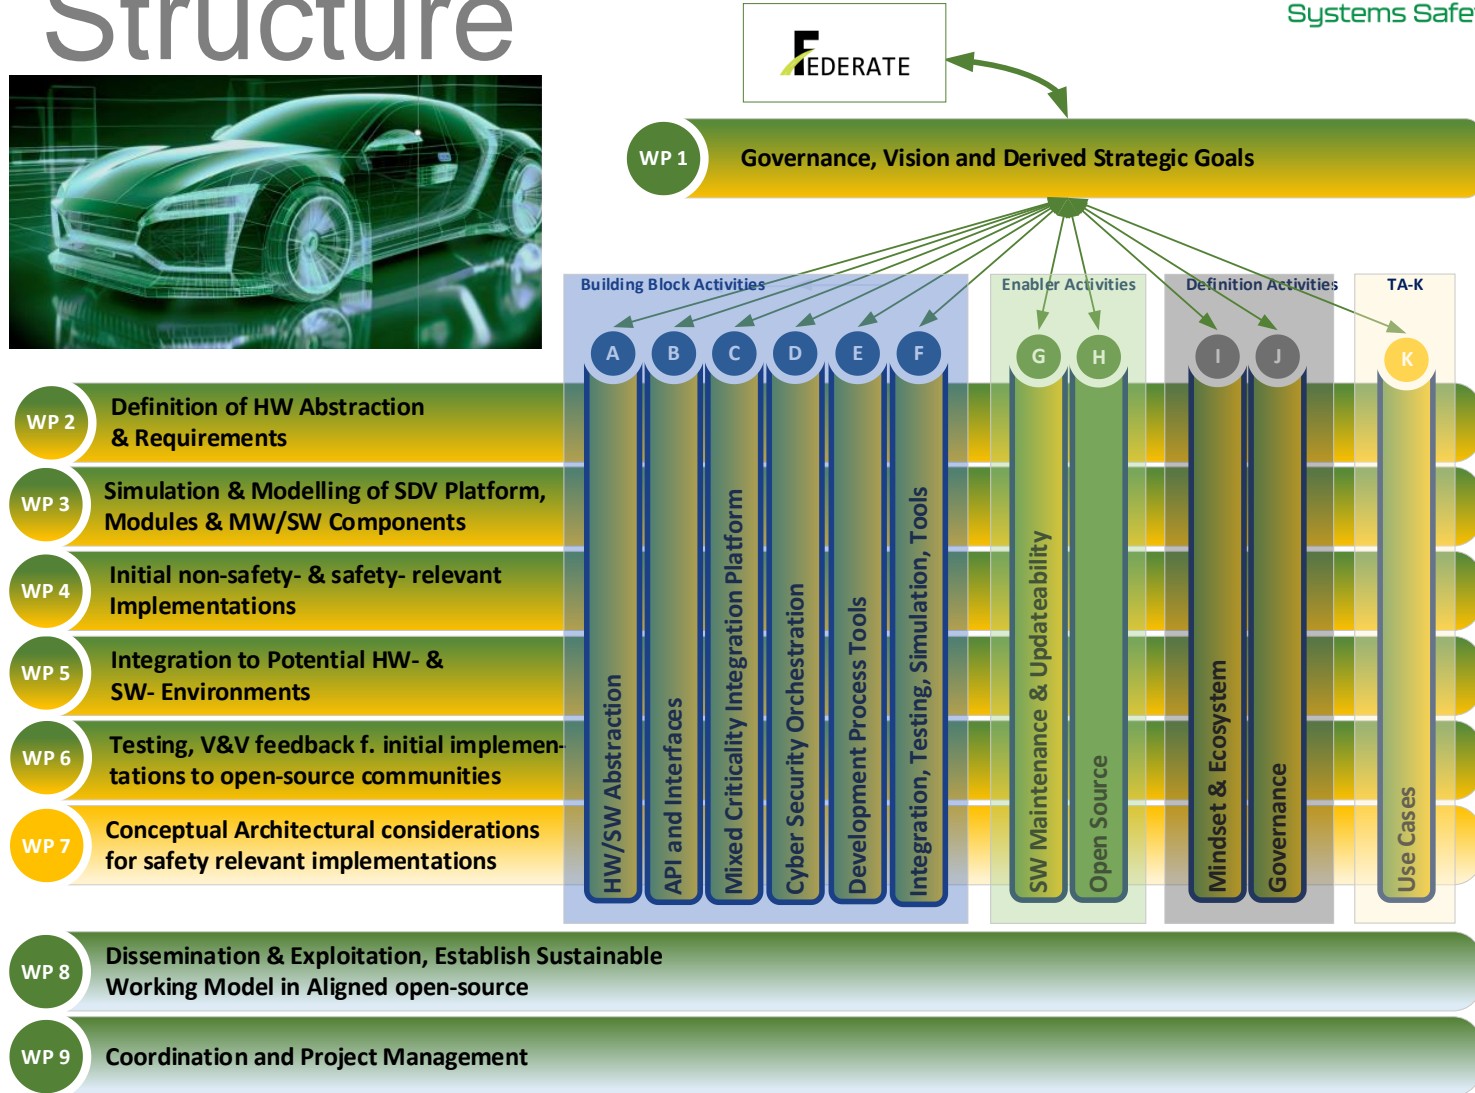 Structure
Systems Safe
FEDERATE
WP 1
Governance, Vision and Derived Strategic Goals
Building Block Activities
Enabler Activities
Definition Activities
TA-K
A
B
C
D
E
F
G
H
I
J
K
HW/SW Abstraction
API and Interfaces
Mixed Criticality Integration Platform
Cyber Security Orchestration
Development Process Tools
Integration, Testing, Simulation, Tools
SW Maintenance & Updateability
Open Source
Mindset & Ecosystem
Governance
Use Cases
WP 2
Definition of HW Abstraction
& Requirements
WP 3
Simulation & Modelling of SDV Platform,
Modules & MW/SW Components
WP 4
Initial non-safety- & safety- relevant
Implementations
WP 5
Integration to Potential HW- &
SW- Environments
WP 6
Testing, V&V feedback f. initial implemen-
tations to open-source communities
WP 7
Conceptual Architectural considerations
for safety relevant implementations
WP 8
Dissemination & Exploitation, Establish Sustainable
Working Model in Aligned open-source
WP 9
Coordination and Project Management